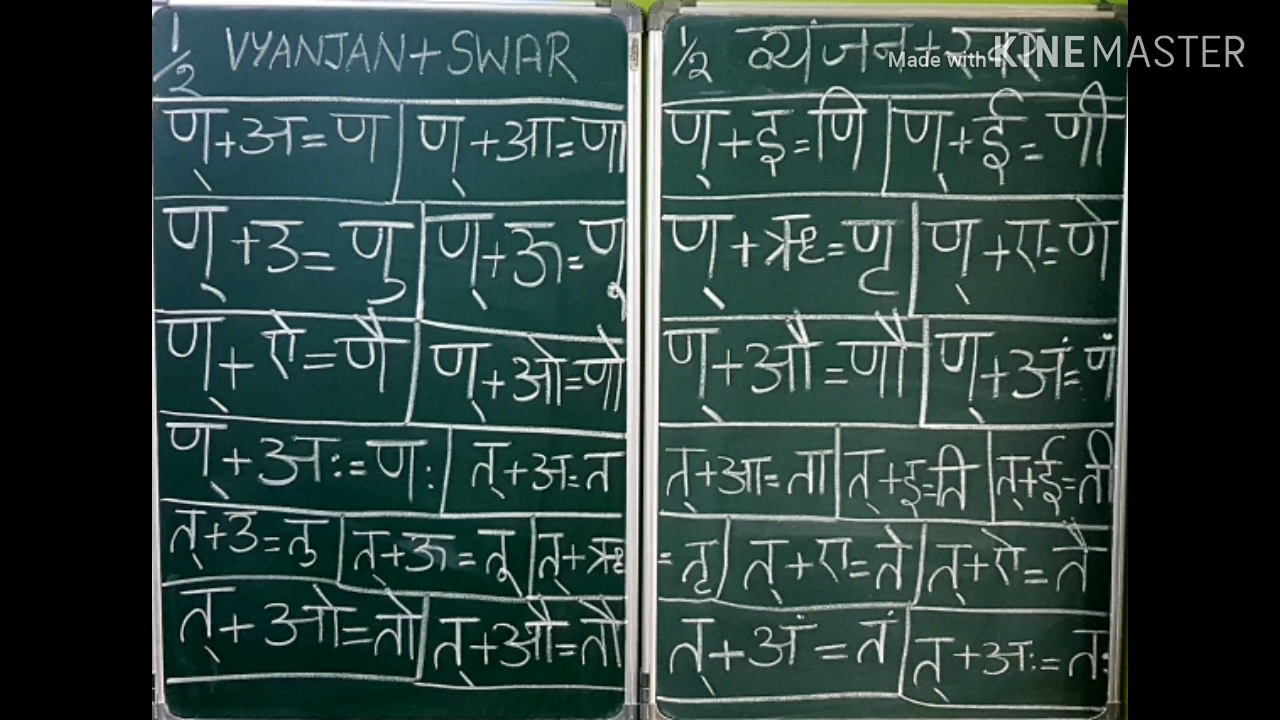 1/2 VYANJAN + SWAR
1/2 व्यंजन + स्वर
Made with KINEMASTER
ण् + अ = ण ण् + आ = णा ण् + इ = णि ण् + ई = णी
ण् + उ = णु ण् + ऊ = णू ण् + ऋ = णृ ण् + ए = णे
ण् + ऐ = णै ण् + ओ = णो ण् + औ = णौ ण् + अं = णं
ण् + अः = णः त् + अ = त त् + आ = ता त् + इ = ति त् + ई = ती
त् + उ = तु त् + ऊ = तू त् + ऋ = तृ त् + ए = ते त् + ऐ = तै
त् + ओ = तो त् + औ = तौ त् + अं = तं त् + अः = तः